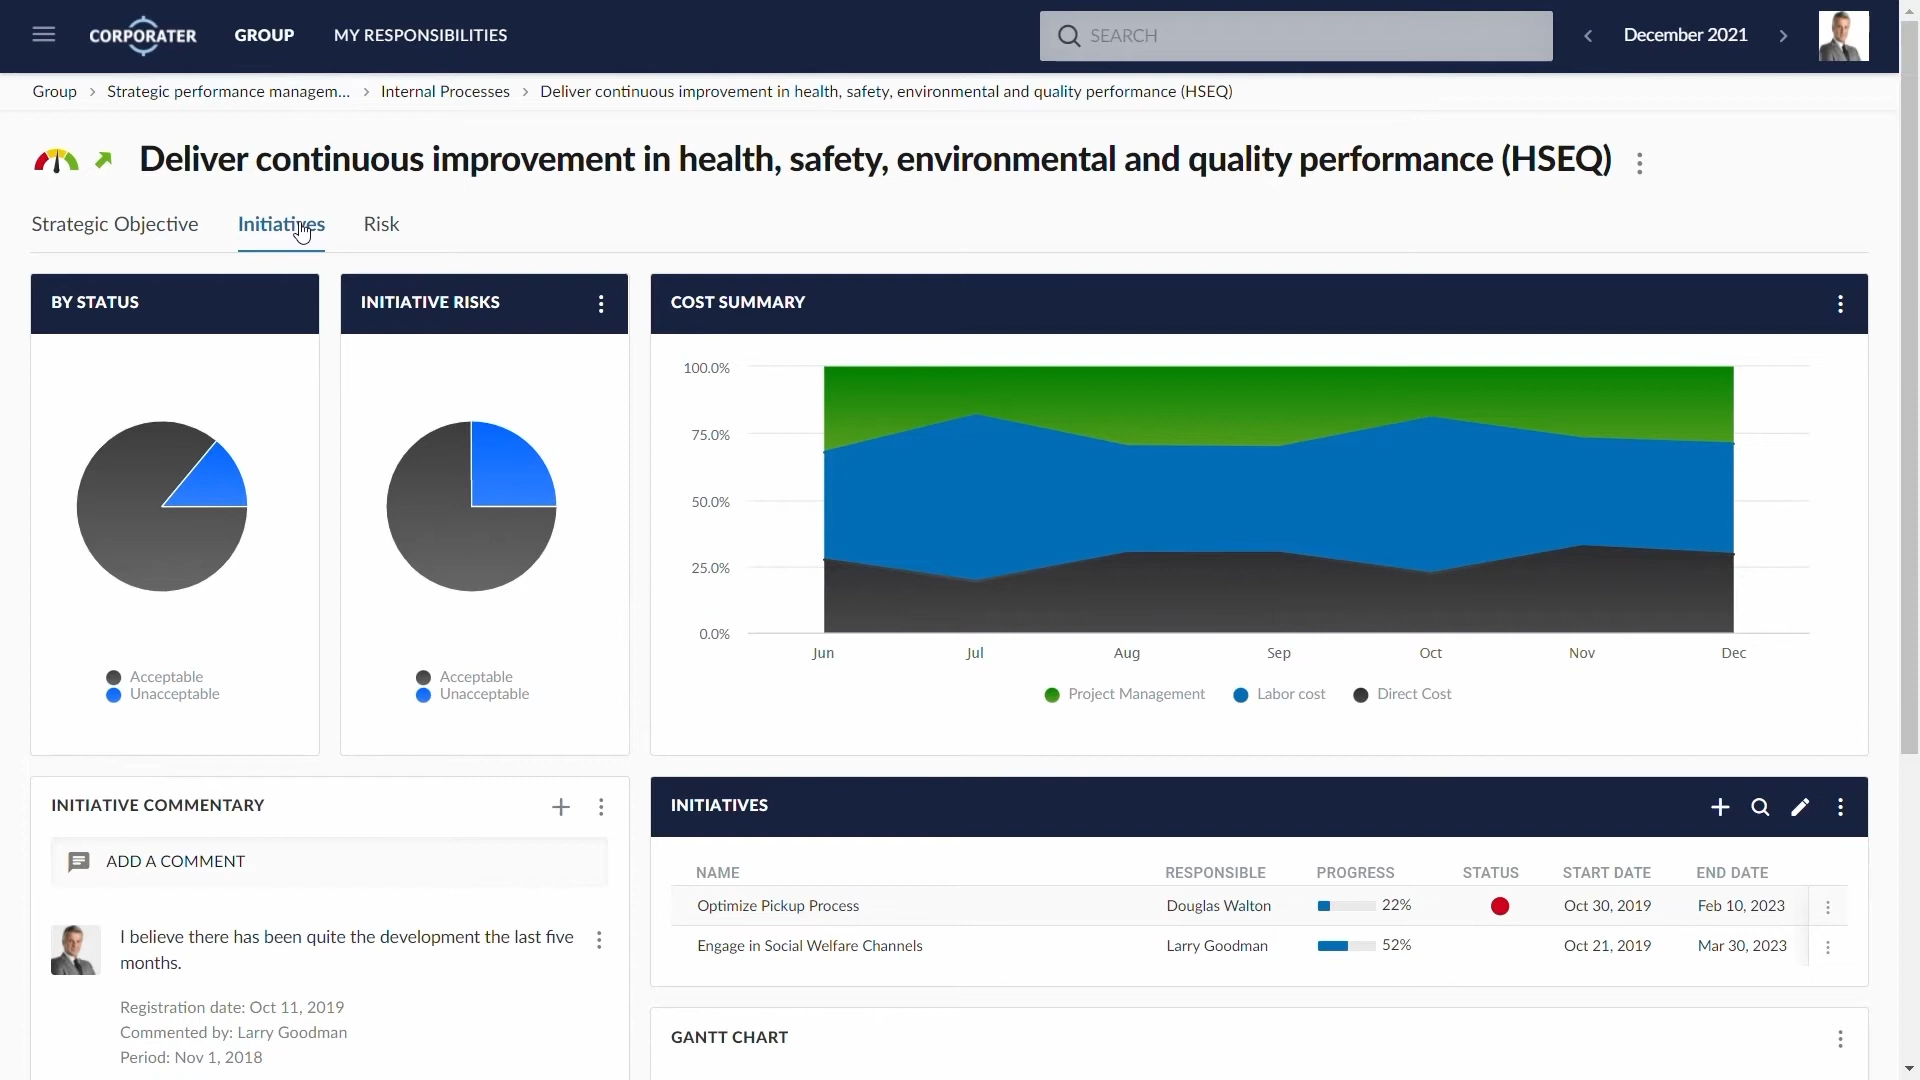 CORPORATER
GROUP
MY RESPONSIBILITIES
SEARCH
December 2021
Group > Strategic performance managem... > Internal Processes > Deliver continuous improvement in health, safety, environmental and quality performance (HSEQ)
Deliver continuous improvement in health, safety, environmental and quality performance (HSEQ)
Strategic Objective
Initiatives
Risk
BY STATUS
Acceptable
Unacceptable
INITIATIVE RISKS
Acceptable
Unacceptable
COST SUMMARY
100.0%
75.0%
50.0%
25.0%
0.0%
Jun Jul Aug Sep Oct Nov Dec
Project Management Labor cost Direct Cost
INITIATIVE COMMENTARY
ADD A COMMENT
I believe there has been quite the development the last five
months.
Registration date: Oct 11, 2019
Commented by: Larry Goodman
Period: Nov 1, 2018
INITIATIVES
NAME RESPONSIBLE PROGRESS STATUS START DATE END DATE
Optimize Pickup Process Douglas Walton 22% Oct 30, 2019 Feb 10, 2023
Engage in Social Welfare Channels Larry Goodman 52% Oct 21, 2019 Mar 30, 2023
GANTT CHART